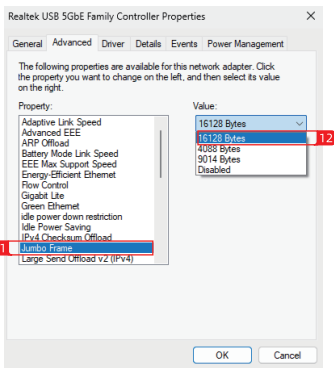 Realtek USB 5GbE Family Controller Properties
General Advanced Driver Details Events Power Management
The following properties are available for this network adapter. Click
the property you want to change on the left, and then select its value
on the right.
Property:
Value:
Adaptive Link Speed
Advanced EEE
ARP Offload
Battery Mode Link Speed
EEE Max Support Speed
Energy-Efficient Ethernet
Flow Control
Gigabit Lite
Green Ethernet
idle power down restriction
Idle Power Saving
IPv4 Checksum Offload
Jumbo Frame
Large Send Offload v2 (IPv4)
16128 Bytes
16128 Bytes
4088 Bytes
9014 Bytes
Disabled
12
OK Cancel